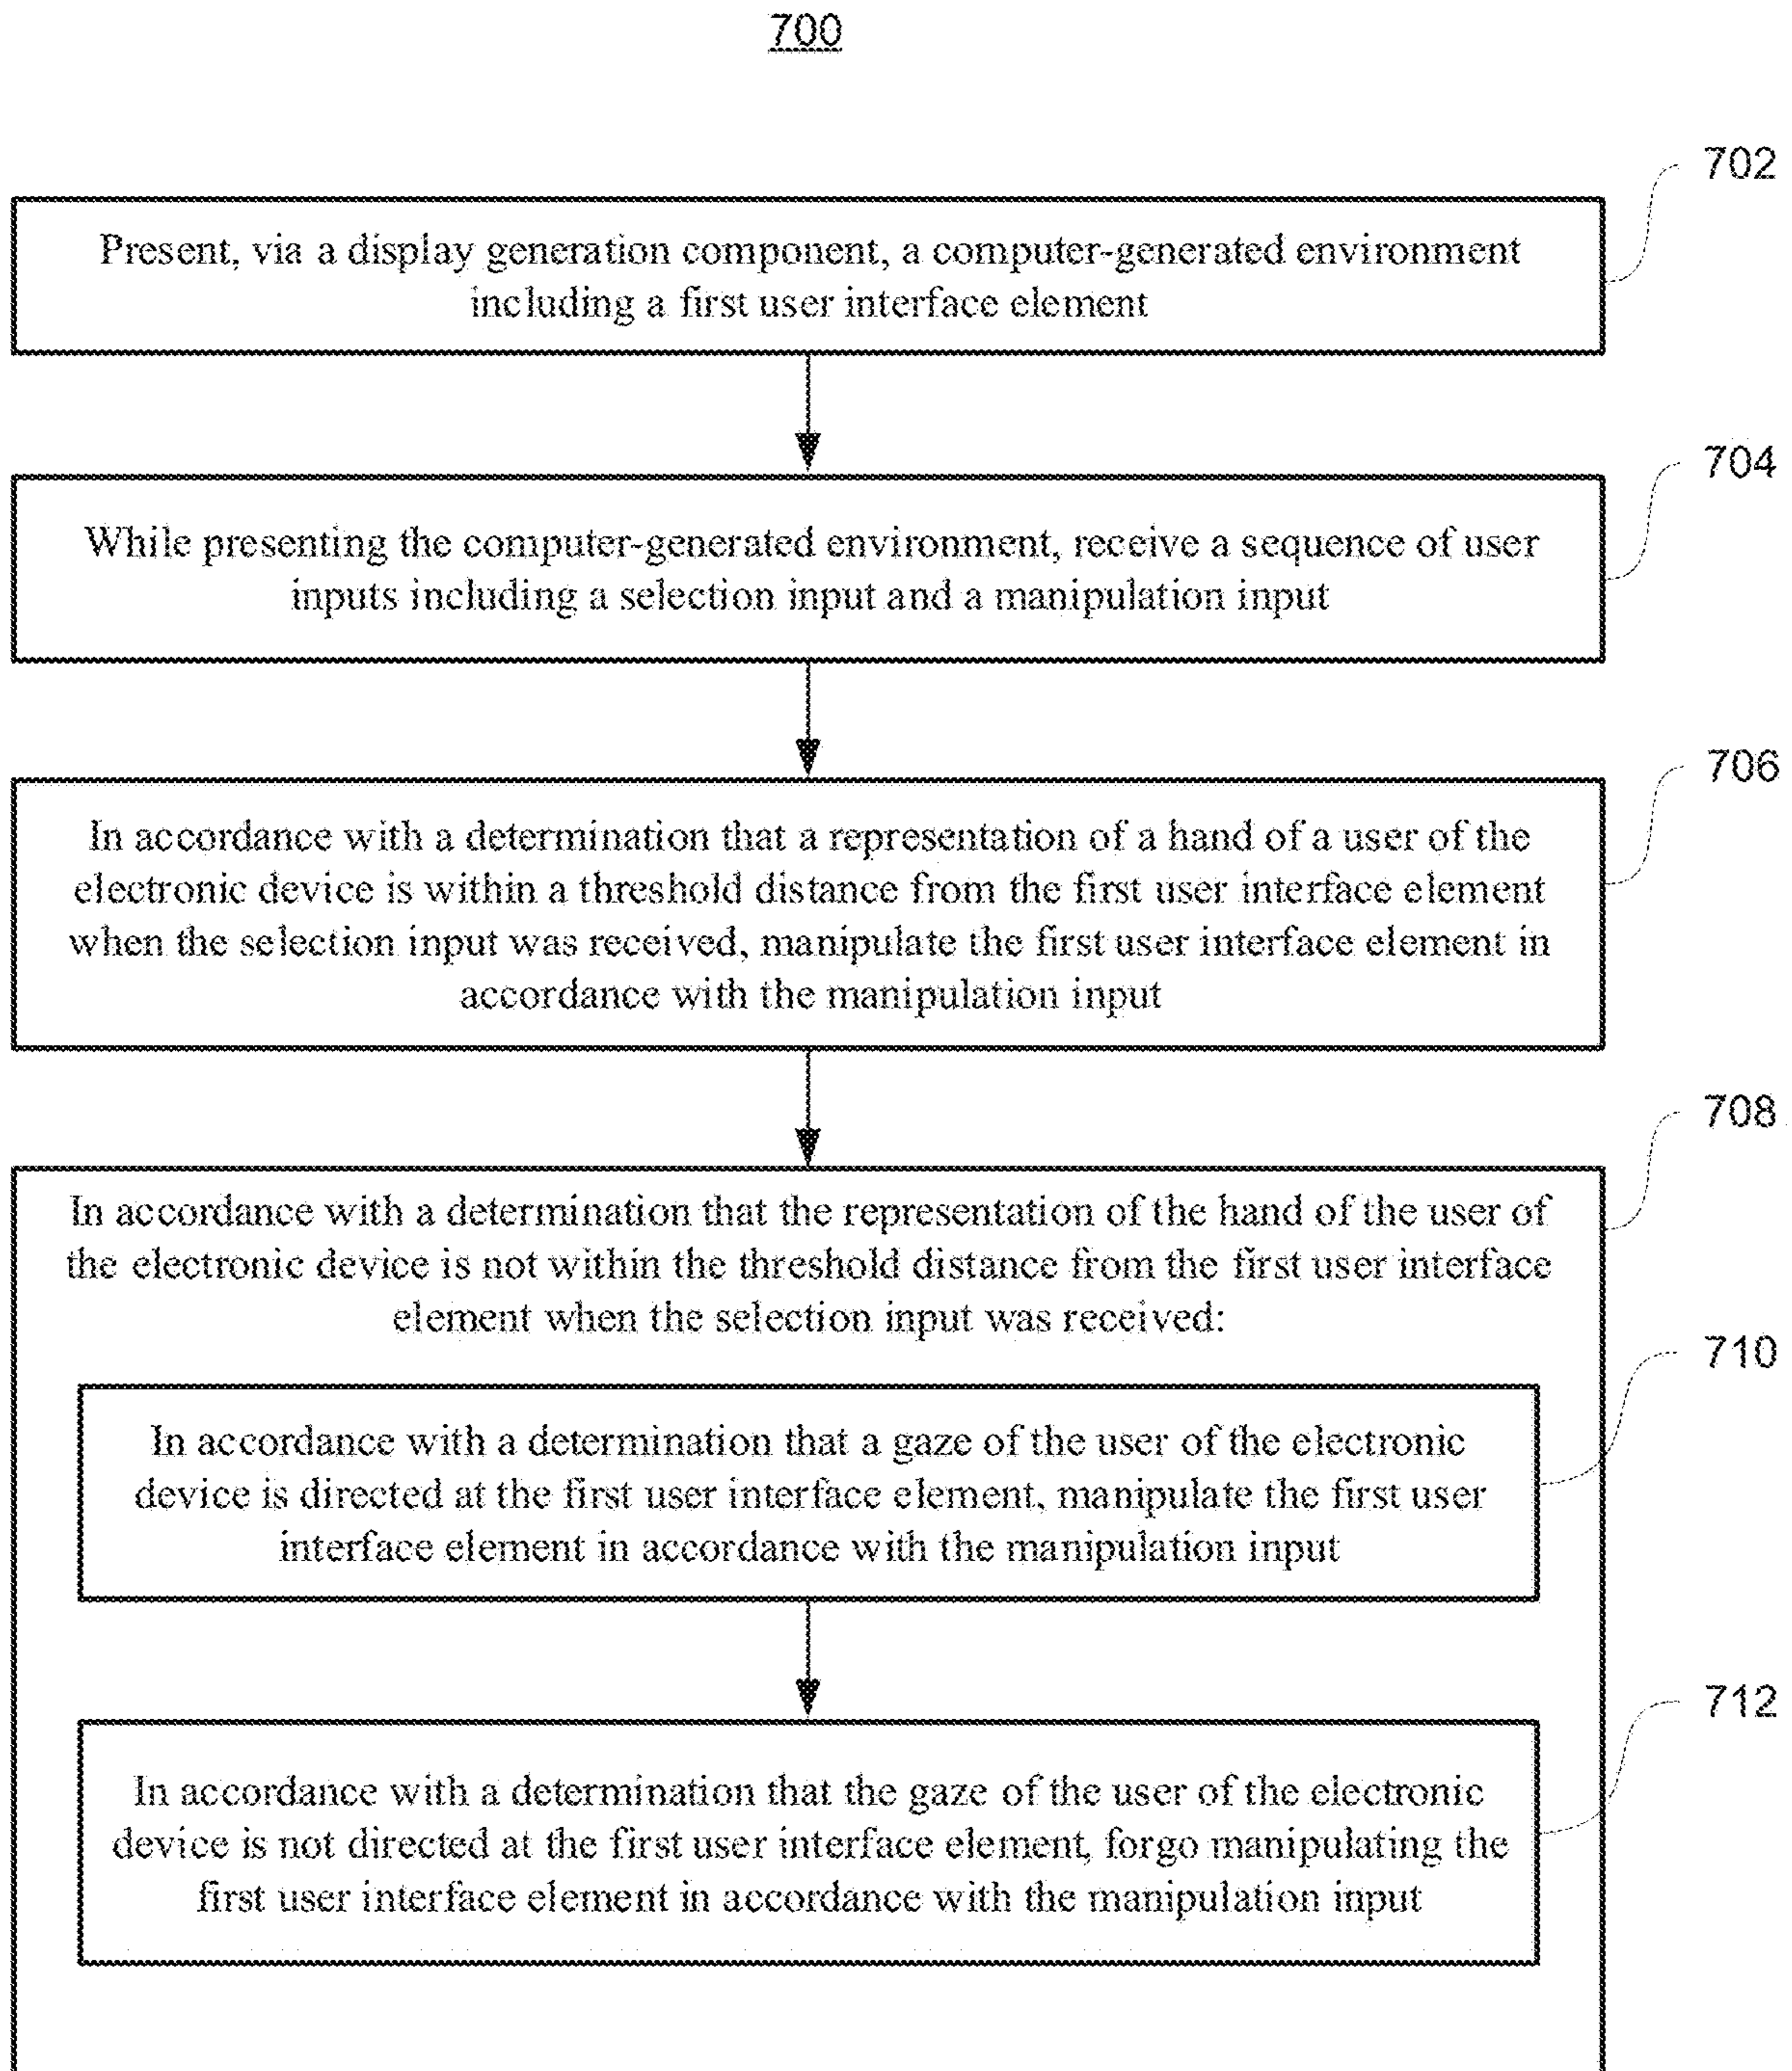 700
702
Present, via a display generation component, a computer-generated environment
including a first user interface element
704
While presenting the computer-generated environment, receive a sequence of user
inputs including a selection input and a manipulation input
706
In accordance with a determination that a representation of a hand of a user of the
electronic device is within a threshold distance from the first user interface element
when the selection input was received, manipulate the first user interface element in
accordance with the manipulation input
708
In accordance with a determination that the representation of the hand of the user of
the electronic device is not within the threshold distance from the first user interface
element when the selection input was received:
710
In accordance with a determination that a gaze of the user of the electronic
device is directed at the first user interface element, manipulate the first user
interface element in accordance with the manipulation input
712
In accordance with a determination that the gaze of the user of the electronic
device is not directed at the first user interface element, forgo manipulating the
first user interface element in accordance with the manipulation input